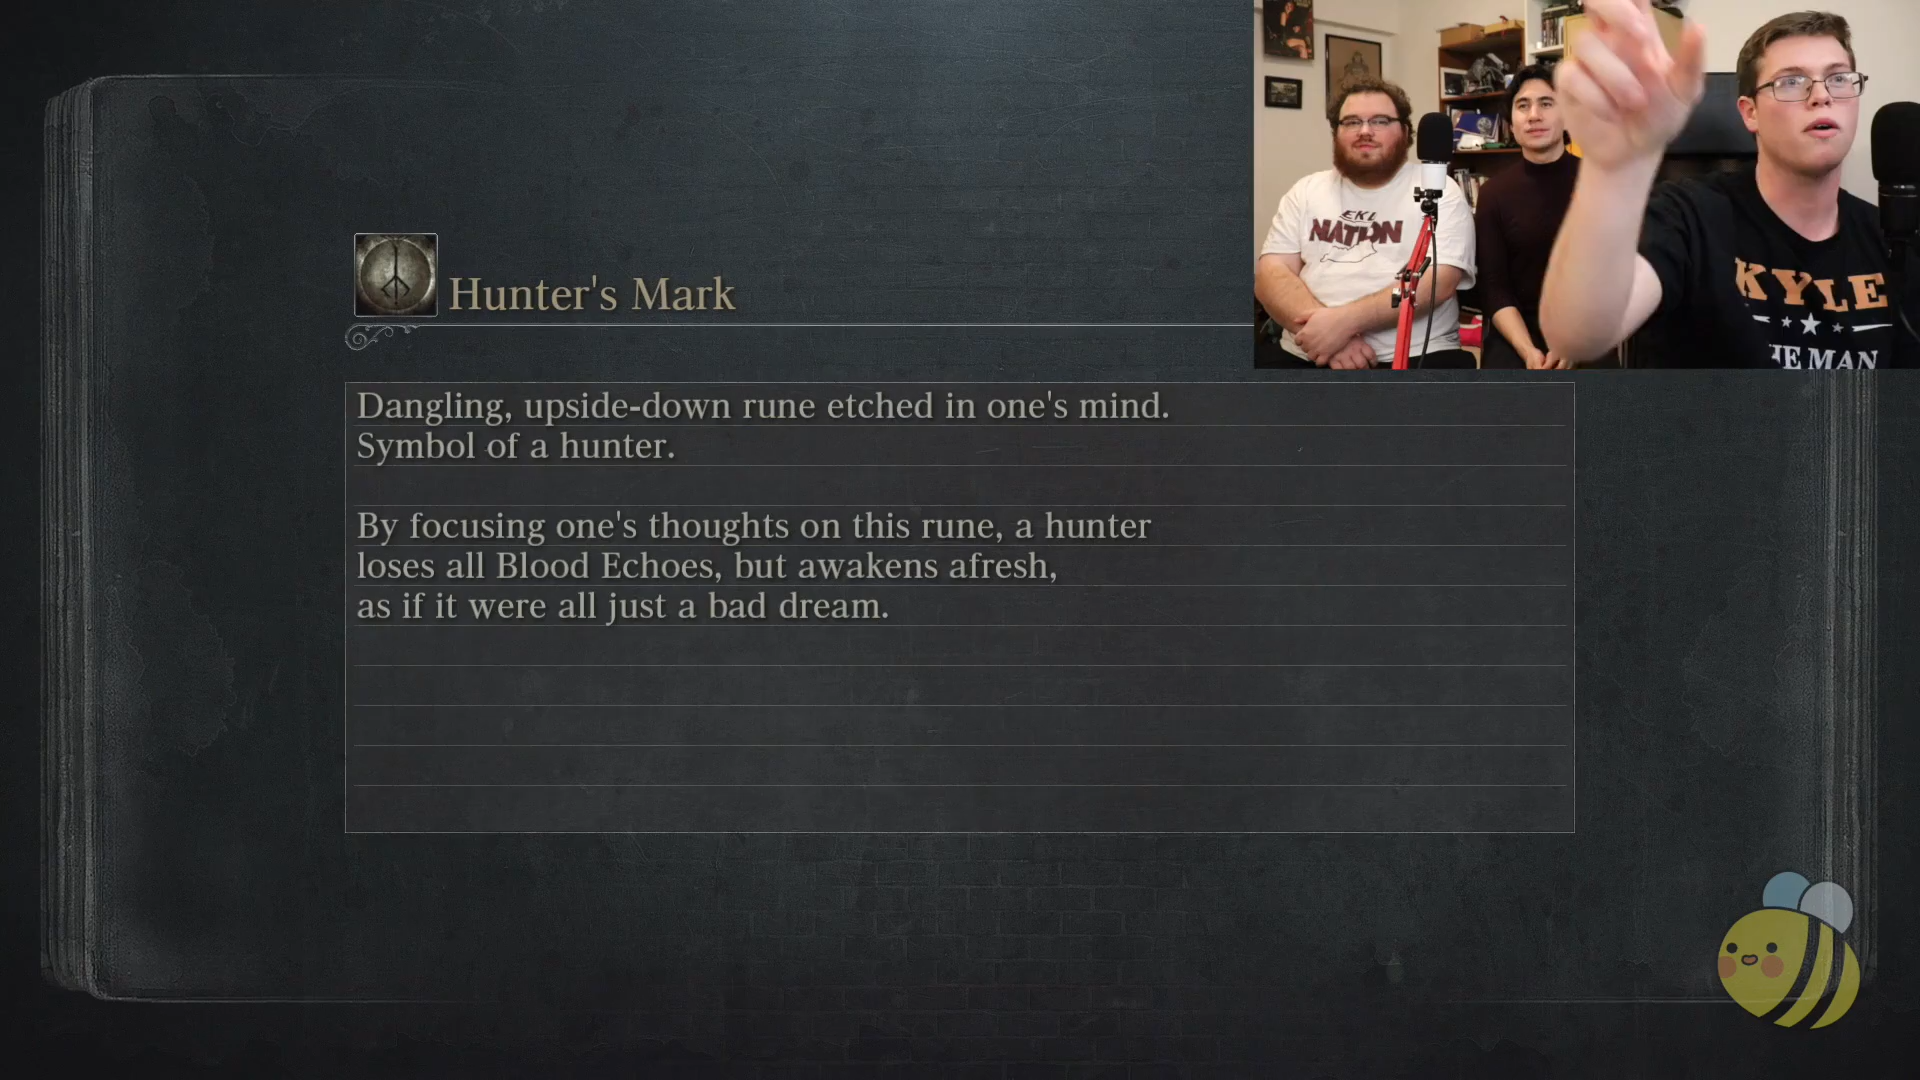 Hunter's Mark
Dangling, upside-down rune etched in one's mind.
Symbol of a hunter.
By focusing one's thoughts on this rune, a hunter
loses all Blood Echoes, but awakens afresh,
as if it were all just a bad dream.
EKU
NATION
KYLE
HE MAN